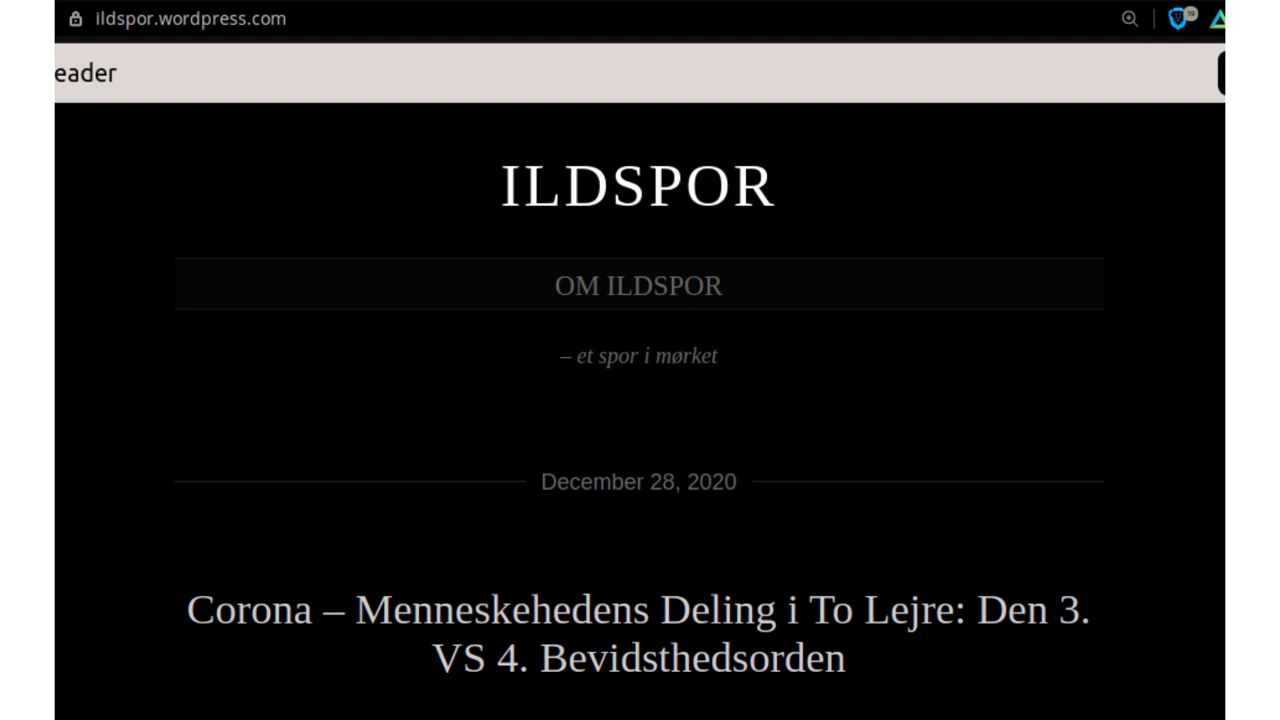 ildspor.wordpress.com
eader
ILDSPOR
OM ILDSPOR
– et spor i mørket
December 28, 2020
Corona – Menneskehedens Deling i To Lejre: Den 3.
VS 4. Bevidsthedsorden